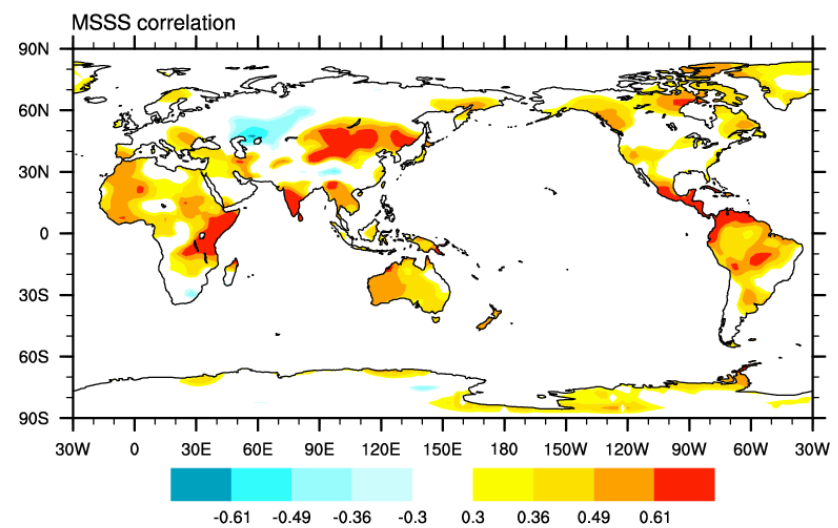 MSSS correlation
90N
60N
30N
0
30S
60S
90S
30W 0 30E 60E 90E 120E 150E 180 150W 120W 90W 60W 30W
-0.61 -0.49 -0.36 -0.3 0.3 0.36 0.49 0.61